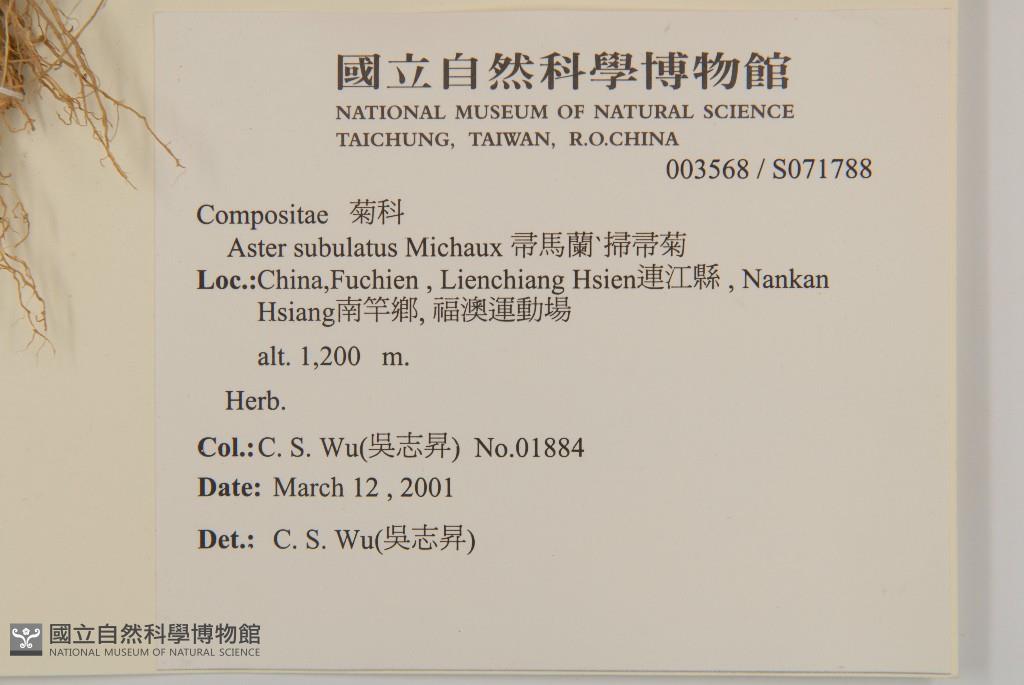 國立自然科學博物館
NATIONAL MUSEUM OF NATURAL SCIENCE
TAICHUNG, TAIWAN, R.O.CHINA
003568 / S071788
Compositae 菊科
Aster subulatus Michaux 帚馬蘭`掃帚菊
Loc.:China,Fuchien , Lienchiang Hsien連江縣 , Nankan
Hsiang南竿鄉, 福澳運動場
alt. 1,200 m.
Herb.
Col.:C. S. Wu(吳志昇) No.01884
Date: March 12 , 2001
Det.: C. S. Wu(吳志昇)
國立自然科學博物館
NATIONAL MUSEUM OF NATURAL SCIENCE